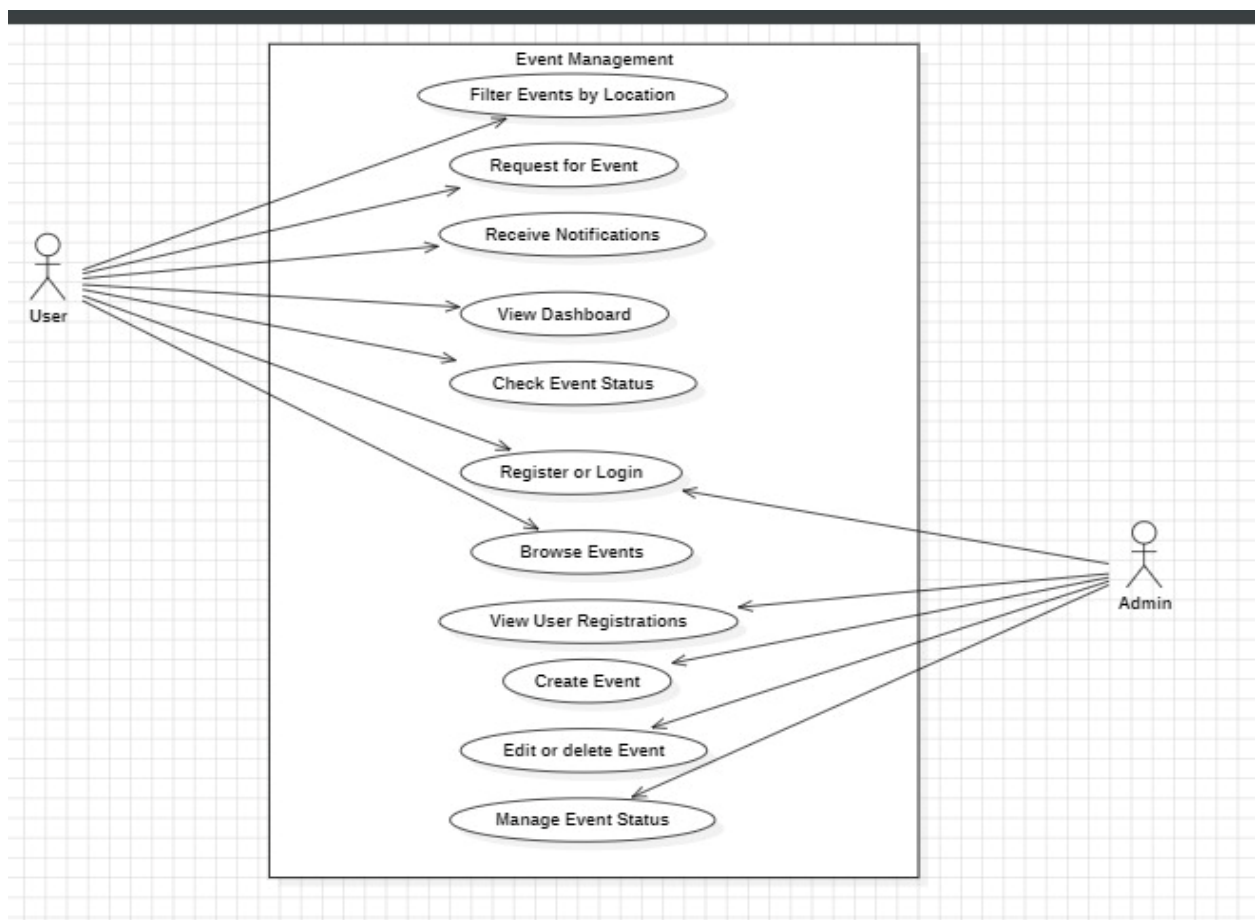 Event Management
Filter Events by Location
Request for Event
Receive Notifications
User
View Dashboard
Check Event Status
Register or Login
Browse Events
Admin
View User Registrations
Create Event
Edit or delete Event
Manage Event Status